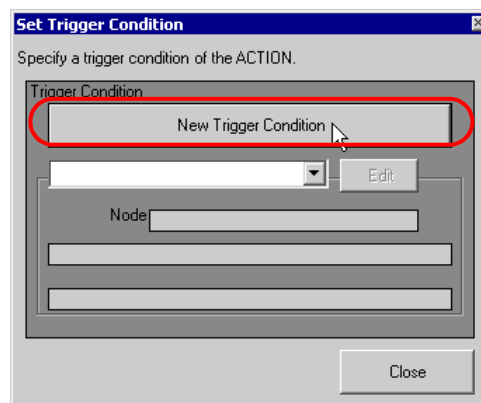 Set Trigger Condition
Specify a trigger condition of the ACTION.
Trigger Condition
New Trigger Condition
Edit
Node
Close